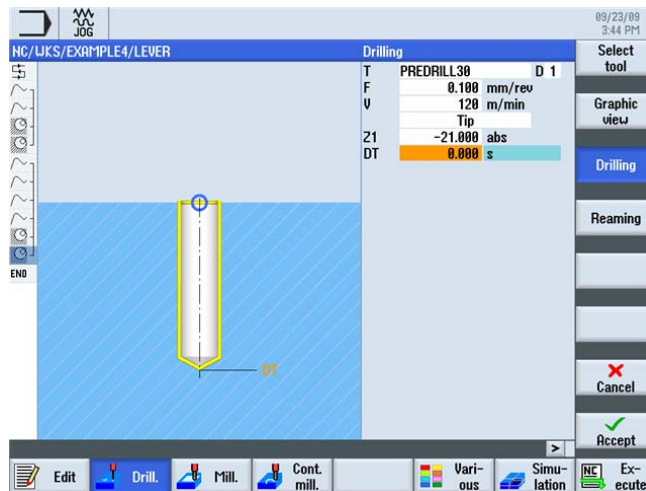 JOG
09/23/09
3:44 PM
NC/WKS/EXAMPLE4/LEVER
Drilling
T PREDRILL30 D 1
F 0.100 mm/rev
V 120 m/min
Tip
Z1 -21.000 abs
DT 0.000 s
END
DT
Select
tool
Graphic
view
Drilling
Reaming
Cancel
Accept
>
Edit
Drill.
Mill.
Cont.
mill.
Vari-
ous
Simu-
lation
NC
Ex-
ecute